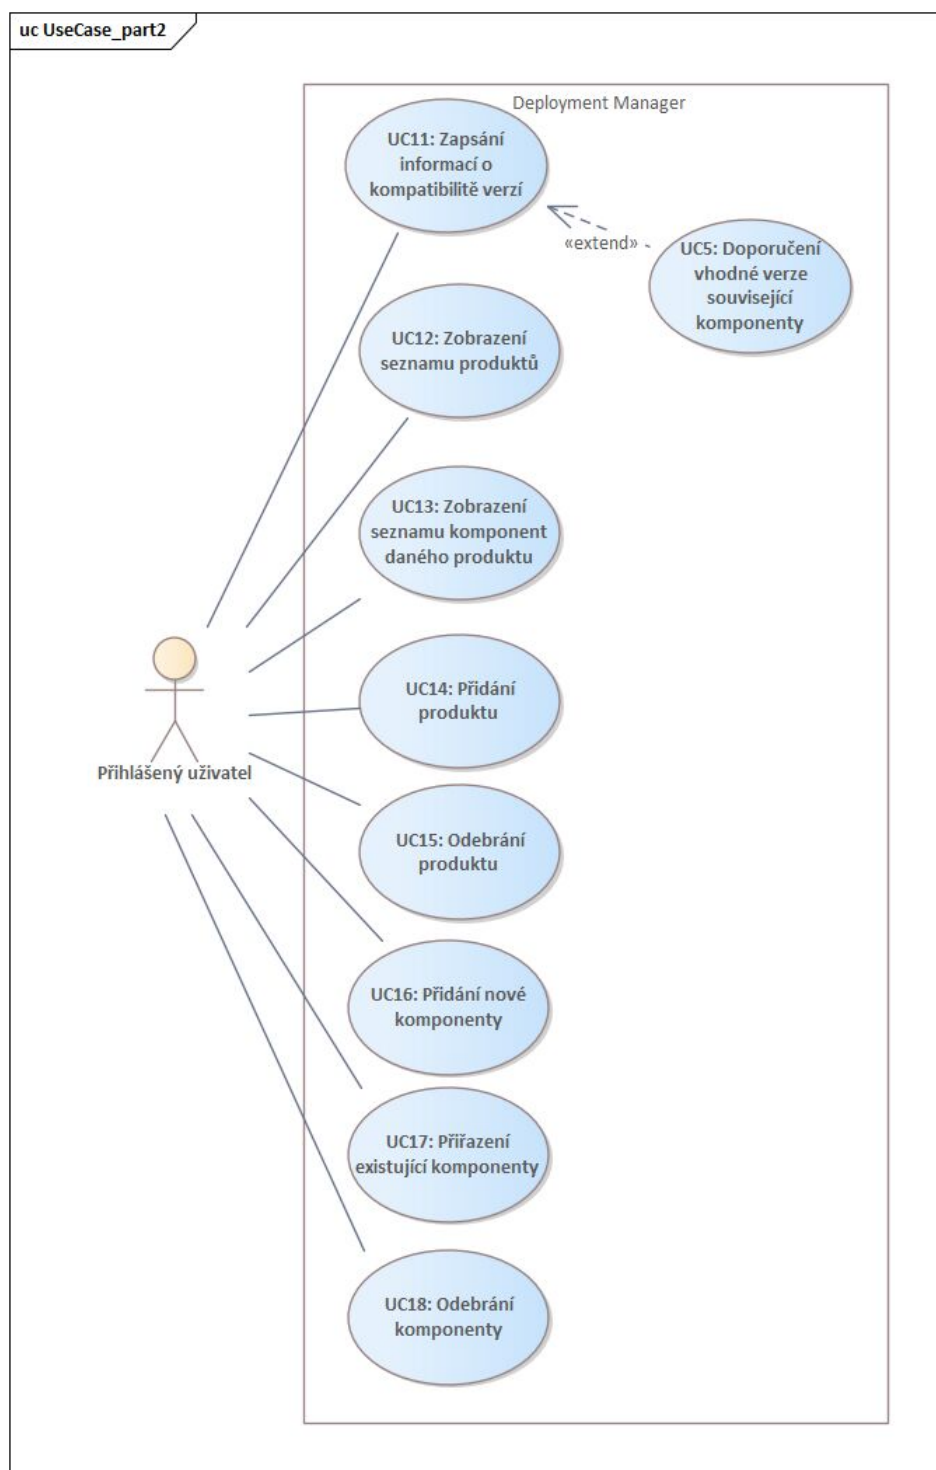 uc UseCase_part2
Deployment Manager
UC11: Zapsání
informací o
kompatibilitě verzí
«extend»
UC5: Doporučení
vhodné verze
související
komponenty
UC12: Zobrazení
seznamu produktů
UC13: Zobrazení
seznamu komponent
daného produktu
UC14: Přidání
produktu
Přihlášený uživatel
UC15: Odebrání
produktu
UC16: Přidání nové
komponenty
UC17: Přiřazení
existující komponenty
UC18: Odebrání
komponenty